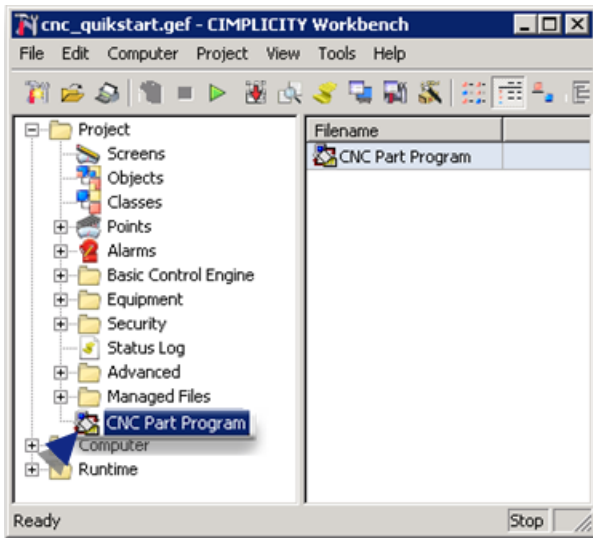 cnc_quikstart.gef - CIMPLICITY Workbench
File Edit Computer Project View Tools Help
Project
Screens
Objects
Classes
Points
Alarms
Basic Control Engine
Equipment
Security
Status Log
Advanced
Managed Files
CNC Part Program
Computer
Runtime
Filename
CNC Part Program
Ready
Stop